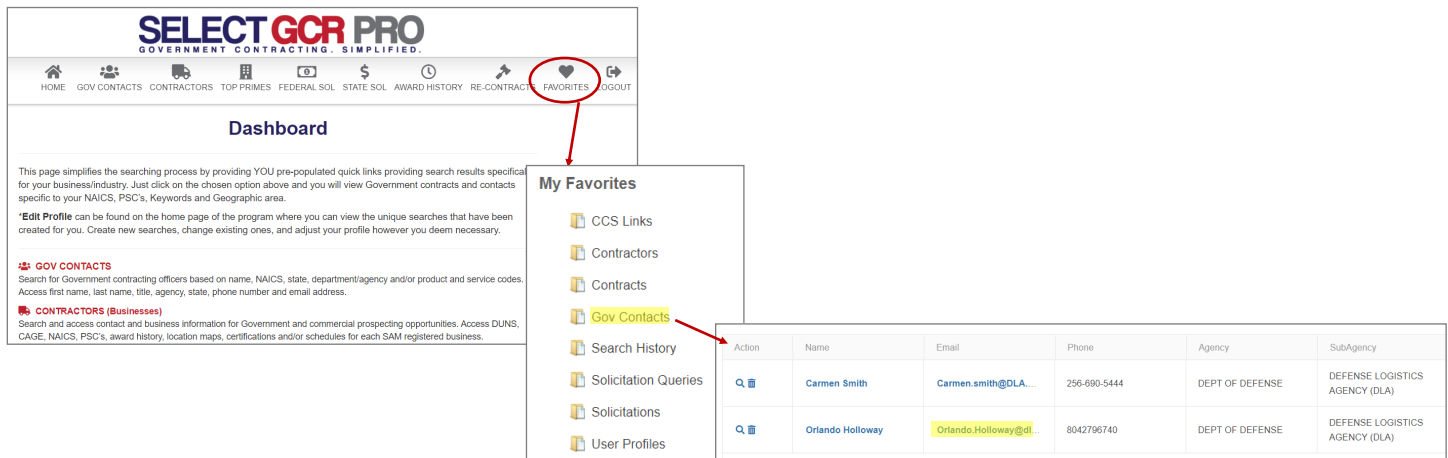 SELECT GCR PRO
GOVERNMENT CONTRACTING. SIMPLIFIED.
HOME GOV CONTACTS CONTRACTORS TOP PRIMES FEDERAL SOL STATE SOL AWARD HISTORY RE-CONTRACTS FAVORITES LOGOUT
Dashboard
This page simplifies the searching process by providing YOU pre-populated quick links providing search results specifical
for your business/industry. Just click on the chosen option above and you will view Government contracts and contacts
specific to your NAICS, PSC's, Keywords and Geographic area.
*Edit Profile can be found on the home page of the program where you can view the unique searches that have been
created for you. Create new searches, change existing ones, and adjust your profile however you deem necessary.
GOV CONTACTS
Search for Government contracting officers based on name, NAICS, state, department/agency and/or product and service codes.
Access first name, last name, title, agency, state, phone number and email address.
CONTRACTORS (Businesses)
Search and access contact and business information for Government and commercial prospecting opportunities. Access DUNS,
CAGE, NAICS, PSC's, award history, location maps, certifications and/or schedules for each SAM registered business.
My Favorites
CCS Links
Contractors
Contracts
Gov Contacts
Search History
Solicitation Queries
Solicitations
User Profiles
Action Name Email Phone Agency SubAgency
Carmen Smith Carmen.smith@DLA.... 256-690-5444 DEPT OF DEFENSE DEFENSE LOGISTICS
AGENCY (DLA)
Orlando Holloway Orlando.Holloway@dl... 8042796740 DEPT OF DEFENSE DEFENSE LOGISTICS
AGENCY (DLA)